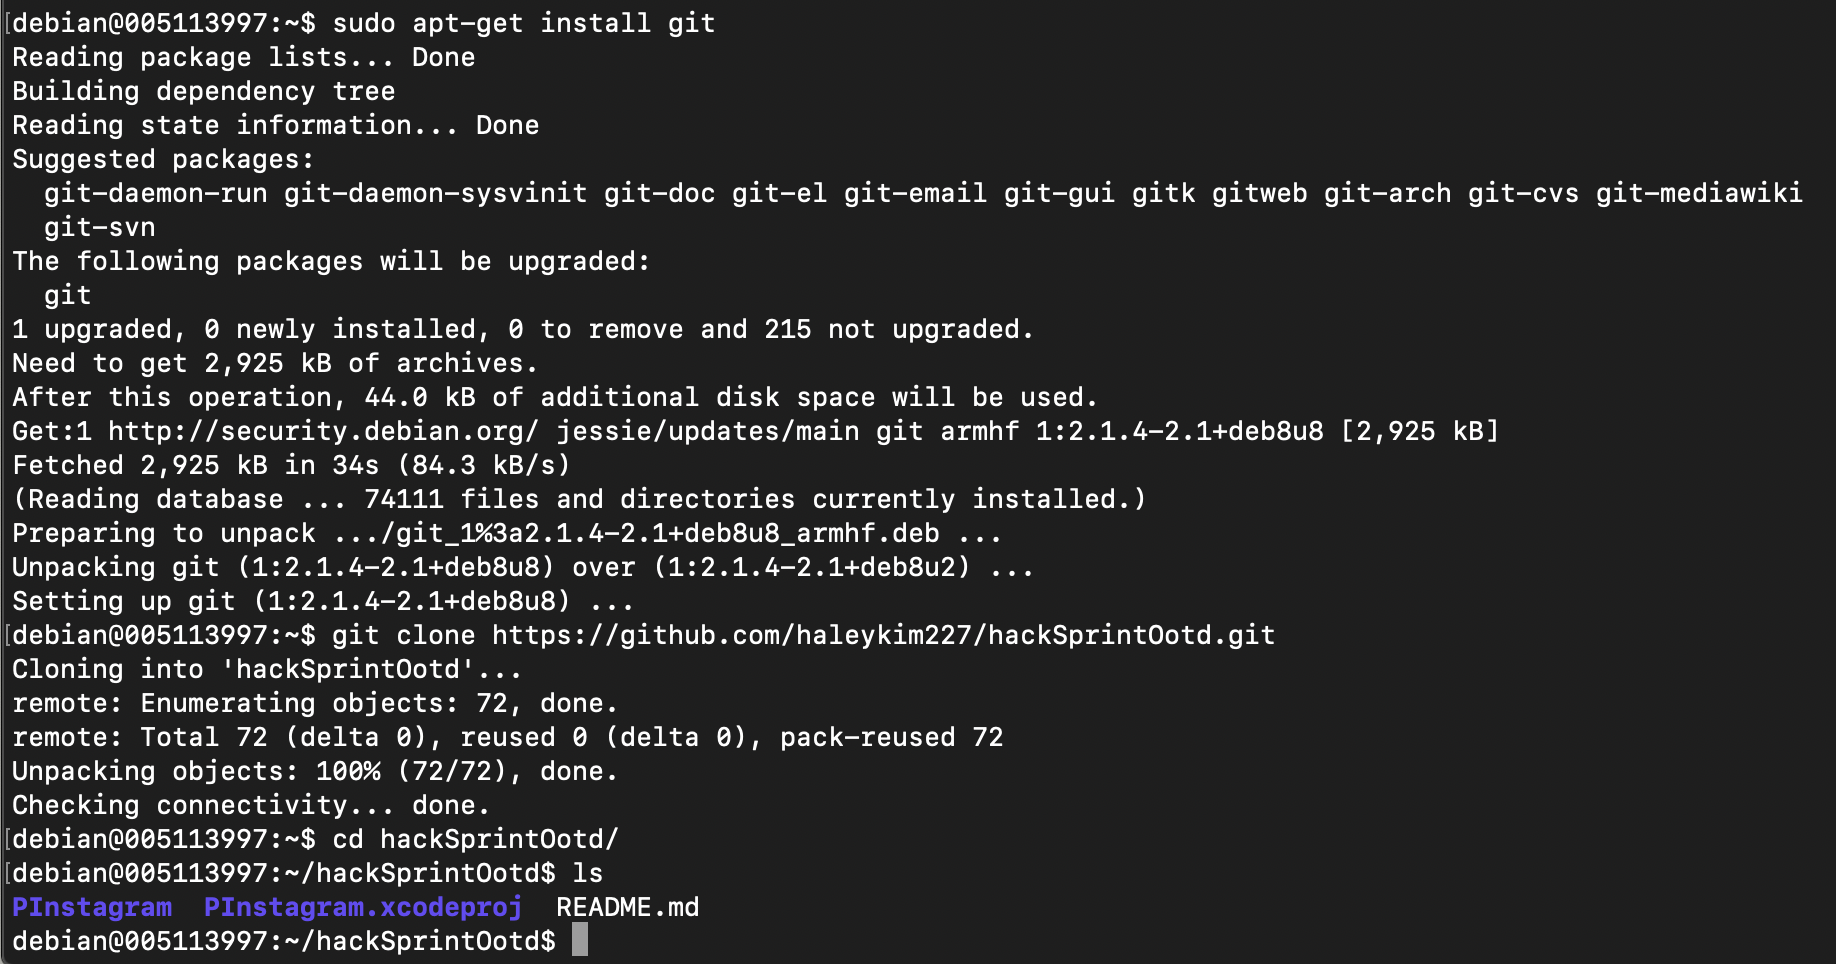 [debian@005113997:~$ sudo apt-get install git
Reading package lists... Done
Building dependency tree
Reading state information... Done
Suggested packages:
  git-daemon-run git-daemon-sysvinit git-doc git-el git-email git-gui gitk gitweb git-arch git-cvs git-mediawiki
  git-svn
The following packages will be upgraded:
  git
1 upgraded, 0 newly installed, 0 to remove and 215 not upgraded.
Need to get 2,925 kB of archives.
After this operation, 44.0 kB of additional disk space will be used.
Get:1 http://security.debian.org/ jessie/updates/main git armhf 1:2.1.4-2.1+deb8u8 [2,925 kB]
Fetched 2,925 kB in 34s (84.3 kB/s)
(Reading database ... 74111 files and directories currently installed.)
Preparing to unpack .../git_1%3a2.1.4-2.1+deb8u8_armhf.deb ...
Unpacking git (1:2.1.4-2.1+deb8u8) over (1:2.1.4-2.1+deb8u2) ...
Setting up git (1:2.1.4-2.1+deb8u8) ...
[debian@005113997:~$ git clone https://github.com/haleykim227/hackSprintOotd.git
Cloning into 'hackSprintOotd'...
remote: Enumerating objects: 72, done.
remote: Total 72 (delta 0), reused 0 (delta 0), pack-reused 72
Unpacking objects: 100% (72/72), done.
Checking connectivity... done.
[debian@005113997:~$ cd hackSprintOotd/
[debian@005113997:~/hackSprintOotd$ ls
PInstagram  PInstagram.xcodeproj  README.md
debian@005113997:~/hackSprintOotd$